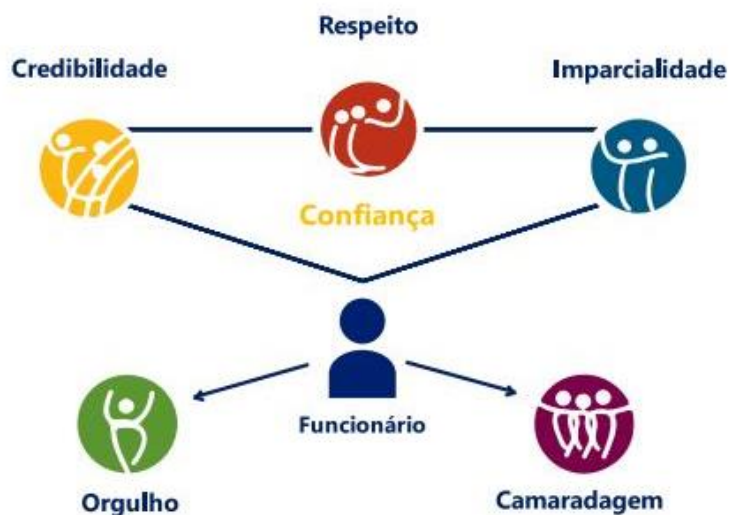 Respeito
Credibilidade
Imparcialidade
Confiança
Funcionário
Orgulho
Camaradagem